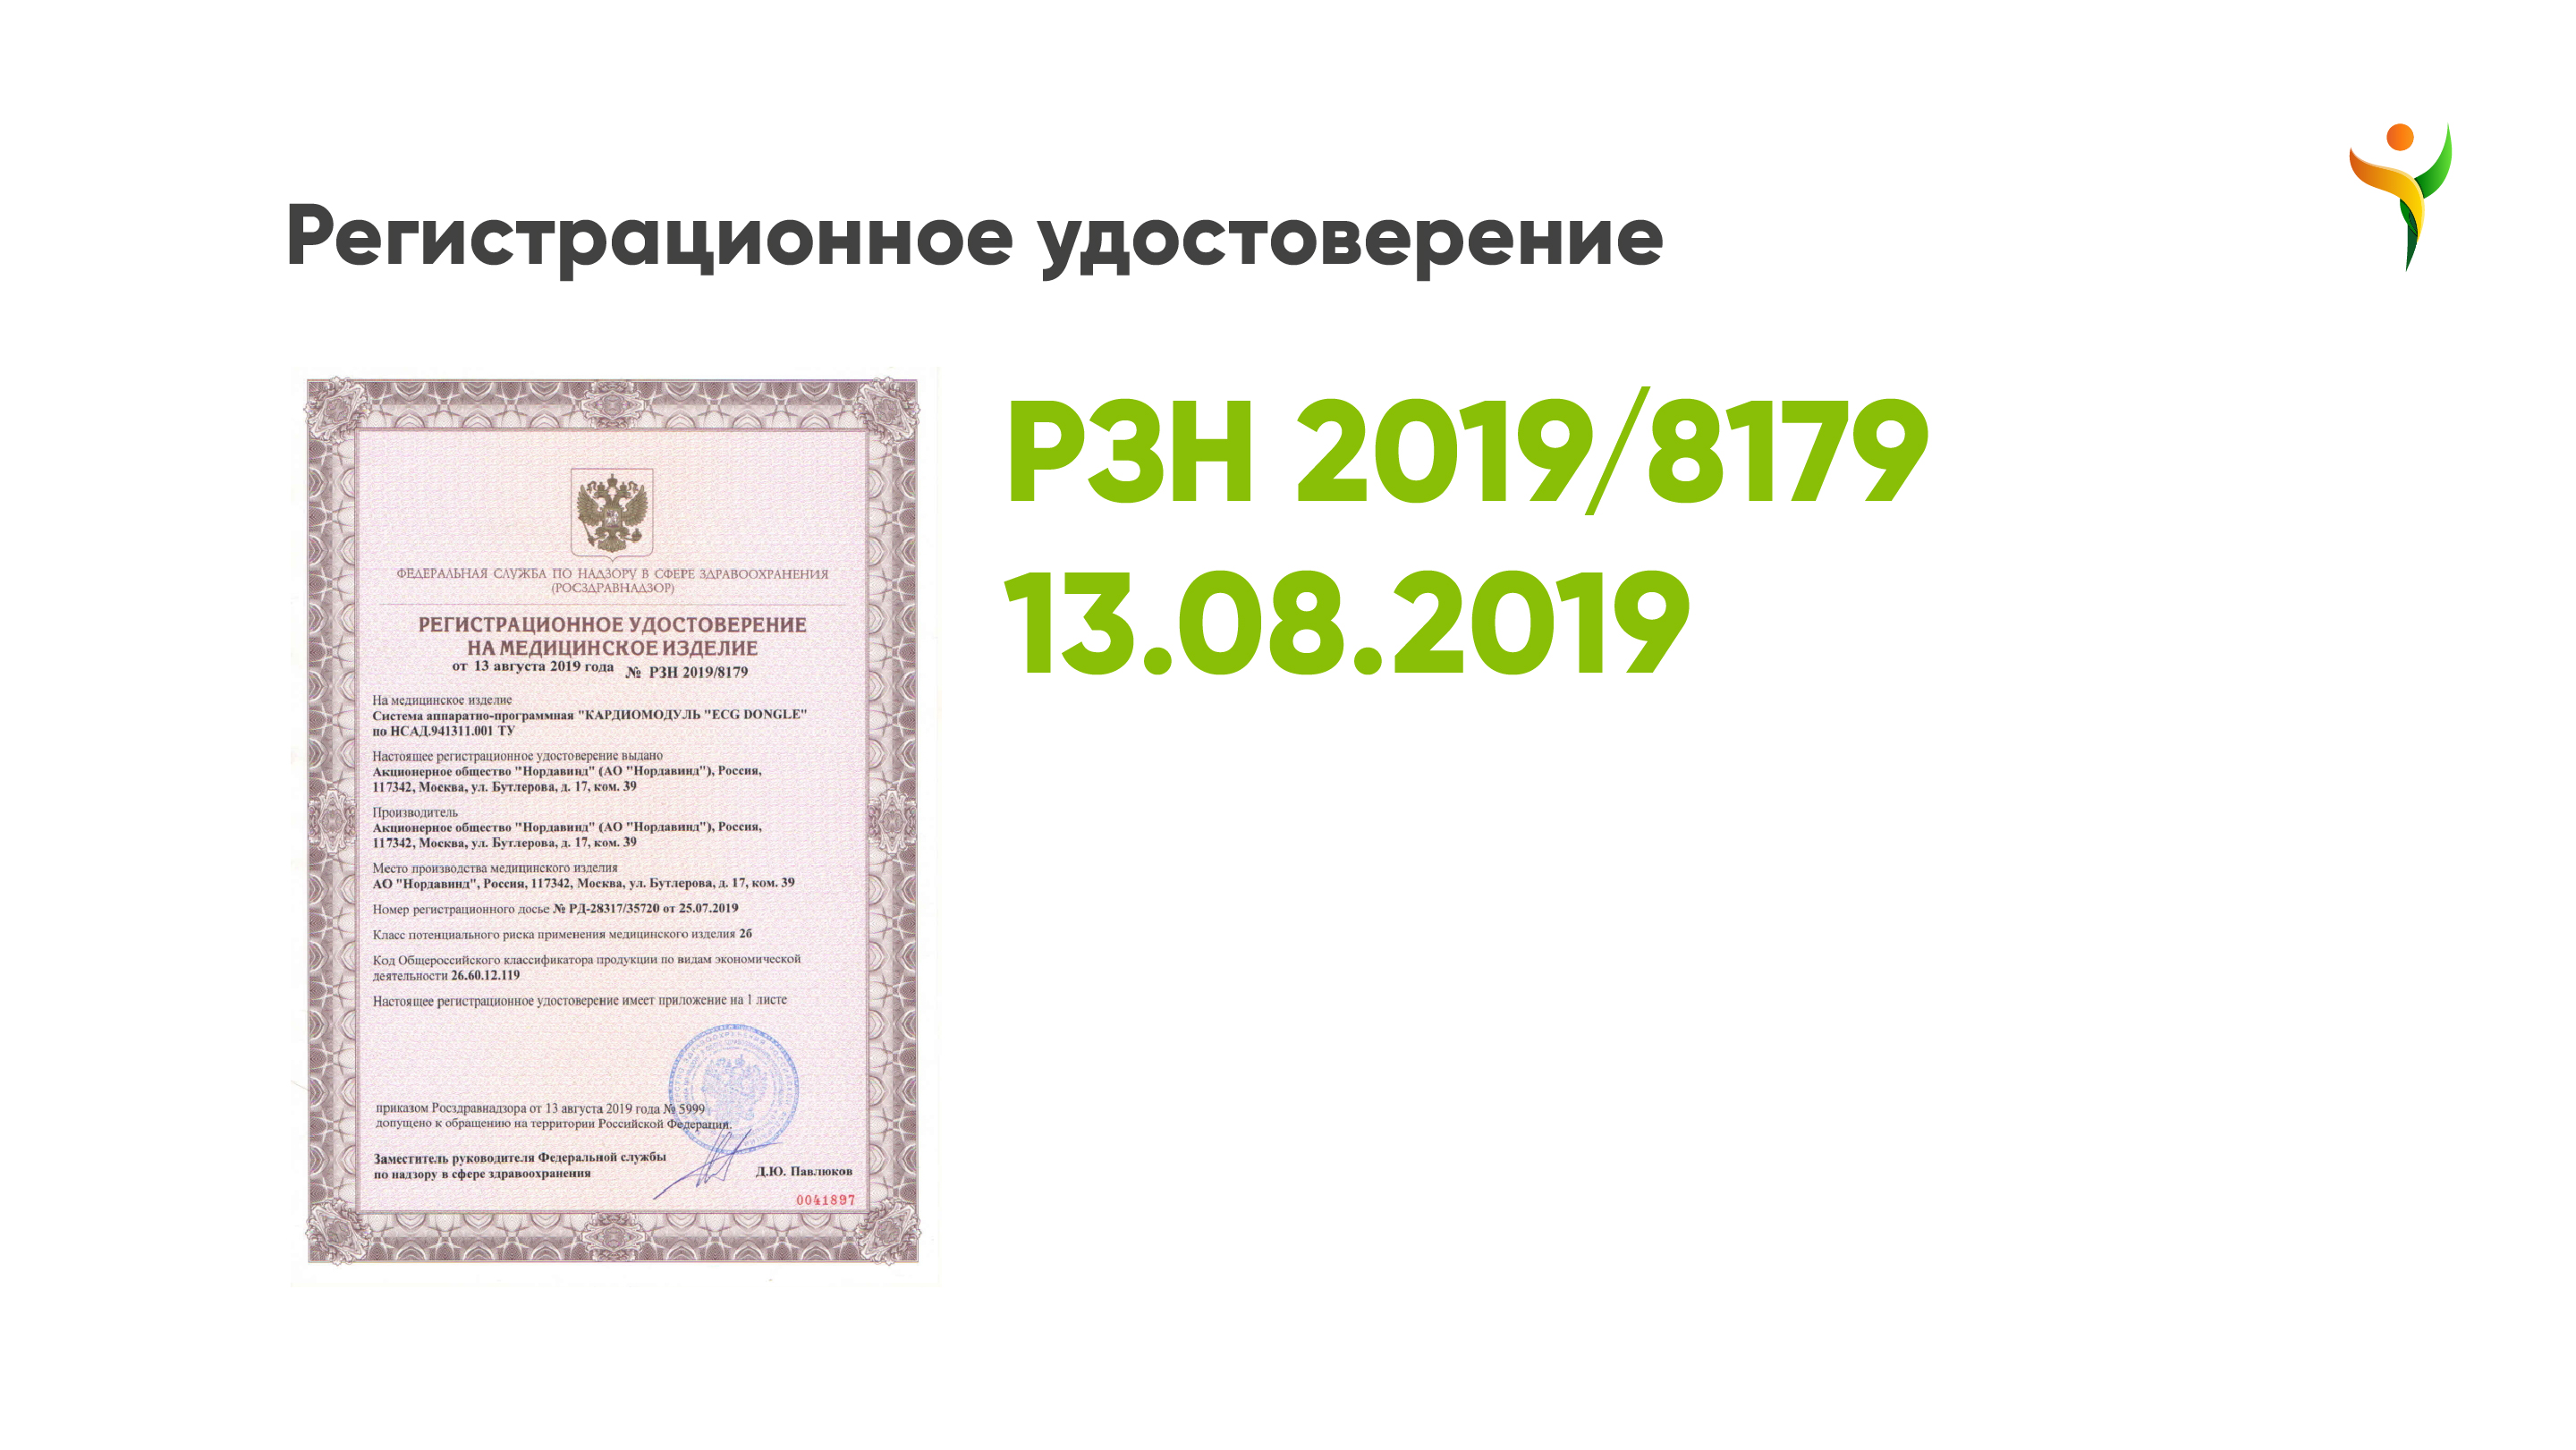 Регистрационное удостоверение
РЗН 2019/8179
13.08.2019
ФЕДЕРАЛЬНАЯ СЛУЖБА ПО НАДЗОРУ В СФЕРЕ ЗДРАВООХРАНЕНИЯ
(РОСЗДРАВНАДЗОР)
РЕГИСТРАЦИОННОЕ УДОСТОВЕРЕНИЕ
НА МЕДИЦИНСКОЕ ИЗДЕЛИЕ
от 13 августа 2019 года № РЗН 2019/8179
На медицинское изделие
Система аппаратно-программная "КАРДИОМОДУЛЬ "ECG DONGLE"
по НСАД.941311.001 ТУ
Настоящее регистрационное удостоверение выдано
Акционерное общество "Нордавинд" (АО "Нордавинд"), Россия,
117342, Москва, ул. Бутлерова, д. 17, ком. 39
Производитель
Акционерное общество "Нордавинд" (АО "Нордавинд"), Россия,
117342, Москва, ул. Бутлерова, д. 17, ком. 39
Место производства медицинского изделия
АО "Нордавинд", Россия, 117342, Москва, ул. Бутлерова, д. 17, ком. 39
Номер регистрационного досье № РД-28317/35720 от 25.07.2019
Класс потенциального риска применения медицинского изделия 2б
Код Общероссийского классификатора продукции по видам экономической
деятельности 26.60.12.119
Настоящее регистрационное удостоверение имеет приложение на 1 листе
приказом Росздравнадзора от 13 августа 2019 года № 5999
допущено к обращению на территории Российской Федерации.
Заместитель руководителя Федеральной службы
по надзору в сфере здравоохранения
Д.Ю. Павлюков
0041897